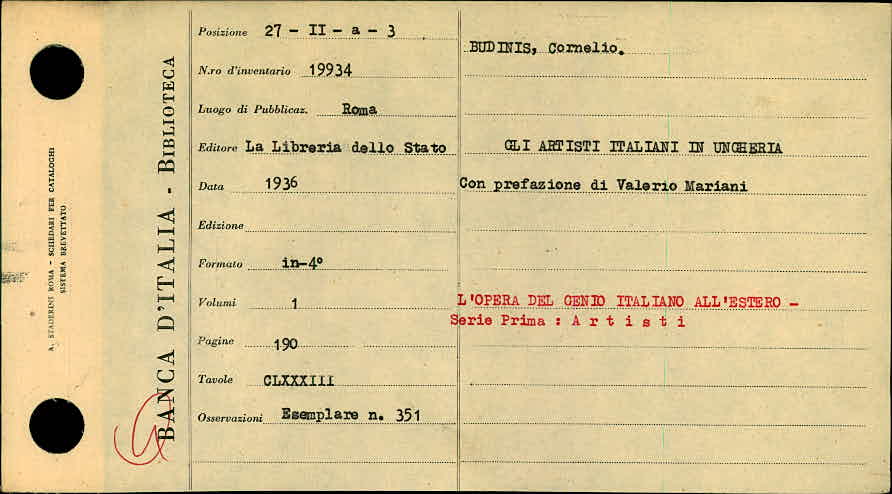 A. STADERINI ROMA - SCHEDARI PER CATALOGHI
SISTEMA BREVETTATO
BANCA D'ITALIA - BIBLIOTECA
Posizione 27 - II - a - 3
N.ro d'inventario 19934
Luogo di Pubblicaz. Roma
Editore La Libreria dello Stato
Data 1936
Edizione
Formato in-4°
Volumi 1
Pagine 190
Tavole CLXXXIII
Osservazioni Esemplare n. 351
BUDINIS, Cornelio.
GLI ARTISTI ITALIANI IN UNGHERIA
Con prefazione di Valerio Mariani
L'OPERA DEL GENIO ITALIANO ALL'ESTERO -
Serie Prima : A r t i s t i